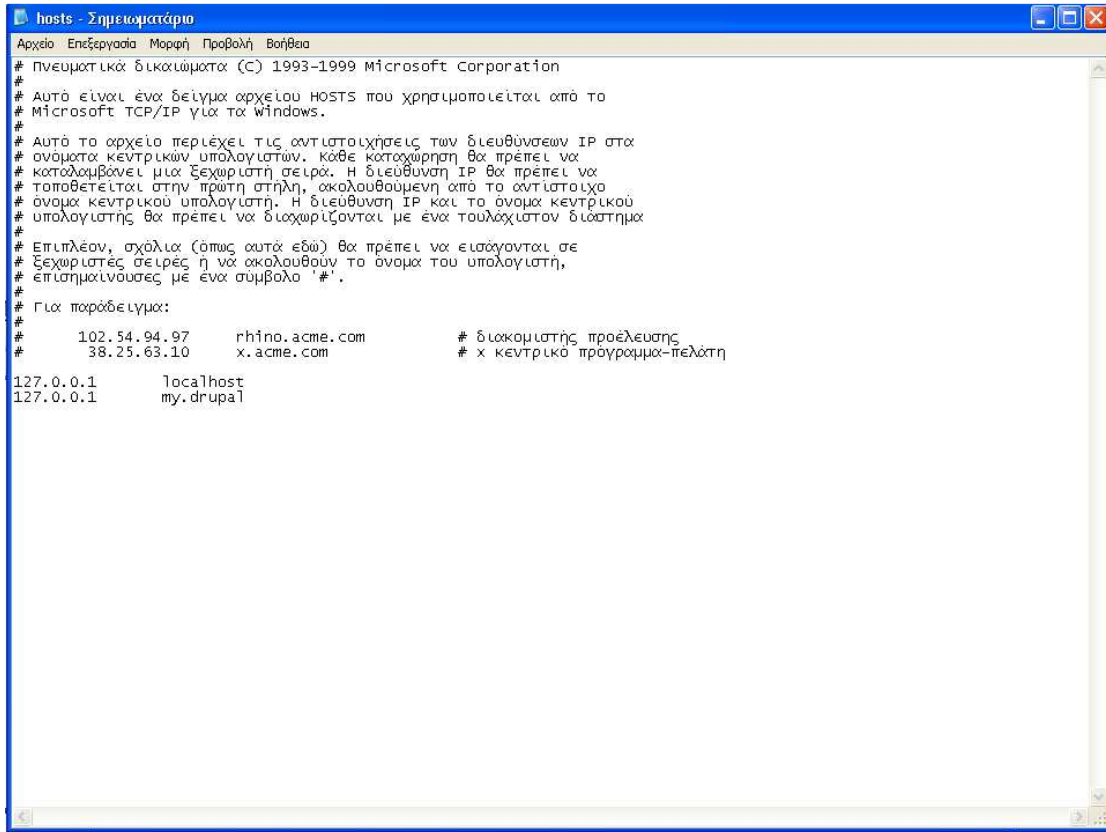 hosts - Σημειωματάριο
Αρχείο Επεξεργασία Μορφή Προβολή Βοήθεια
# Πνευματικά δικαιώματα (C) 1993-1999 Microsoft Corporation
#
# Αυτό είναι ένα δείγμα αρχείου HOSTS που χρησιμοποιείται από το
# Microsoft TCP/IP για τα Windows.
#
# Αυτό το αρχείο περιέχει τις αντιστοιχήσεις των διευθύνσεων IP στα
# ονόματα κεντρικών υπολογιστών. Κάθε καταχώρηση θα πρέπει να
# καταλαμβάνει μια ξεχωριστή σειρά. Η διεύθυνση IP θα πρέπει να
# τοποθετείται στην πρώτη στήλη, ακολουθούμενη από το αντίστοιχο
# όνομα κεντρικού υπολογιστή. Η διεύθυνση IP και το όνομα κεντρικού
# υπολογιστής θα πρέπει να διαχωρίζονται με ένα τουλάχιστον διάστημα
#
# Επιπλέον, σχόλια (όπως αυτά εδώ) θα πρέπει να εισάγονται σε
# ξεχωριστές σειρές ή να ακολουθούν το όνομα του υπολογιστή,
# επισημαίνουσες με ένα σύμβολο '#'.
#
# Για παράδειγμα:
#
# 102.54.94.97 rhino.acme.com # διακομιστής προέλευσης
# 38.25.63.10 x.acme.com # x κεντρικό πρόγραμμα-πελάτη
127.0.0.1 localhost
127.0.0.1 my.drupal